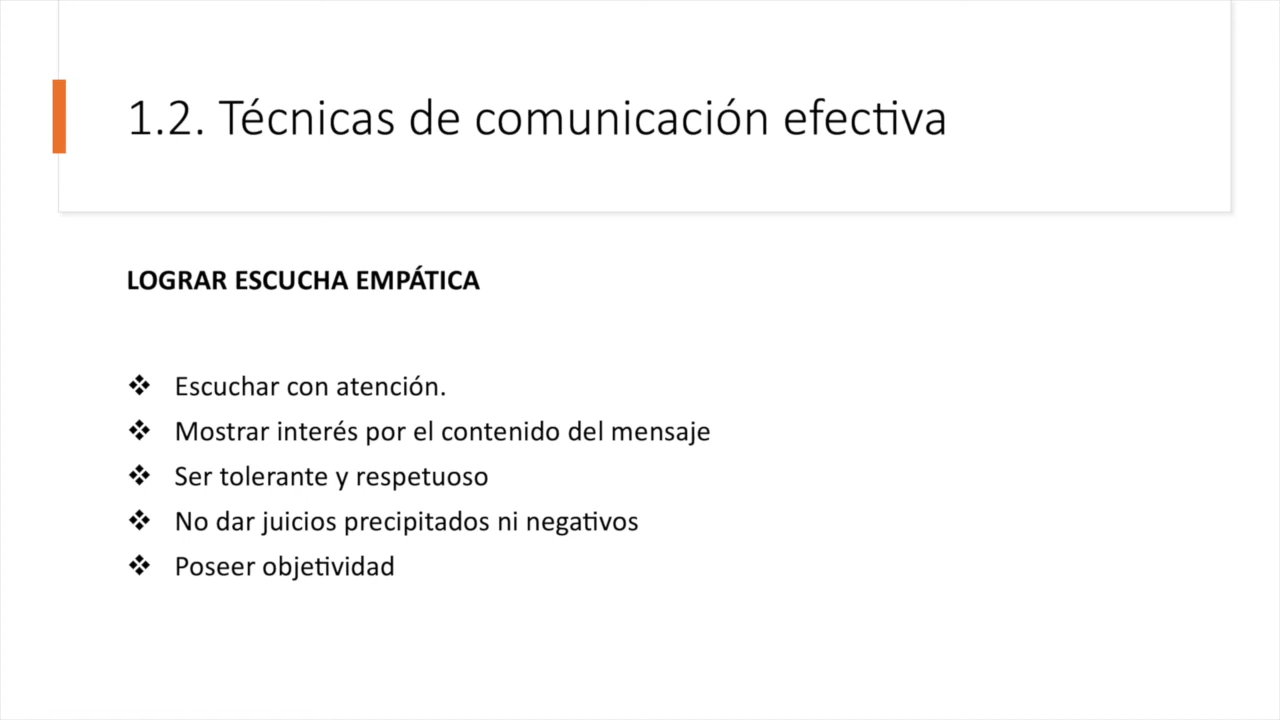 1.2. Técnicas de comunicación efectiva
LOGRAR ESCUCHA EMPÁTICA
❖ Escuchar con atención.
❖ Mostrar interés por el contenido del mensaje
❖ Ser tolerante y respetuoso
❖ No dar juicios precipitados ni negativos
❖ Poseer objetividad